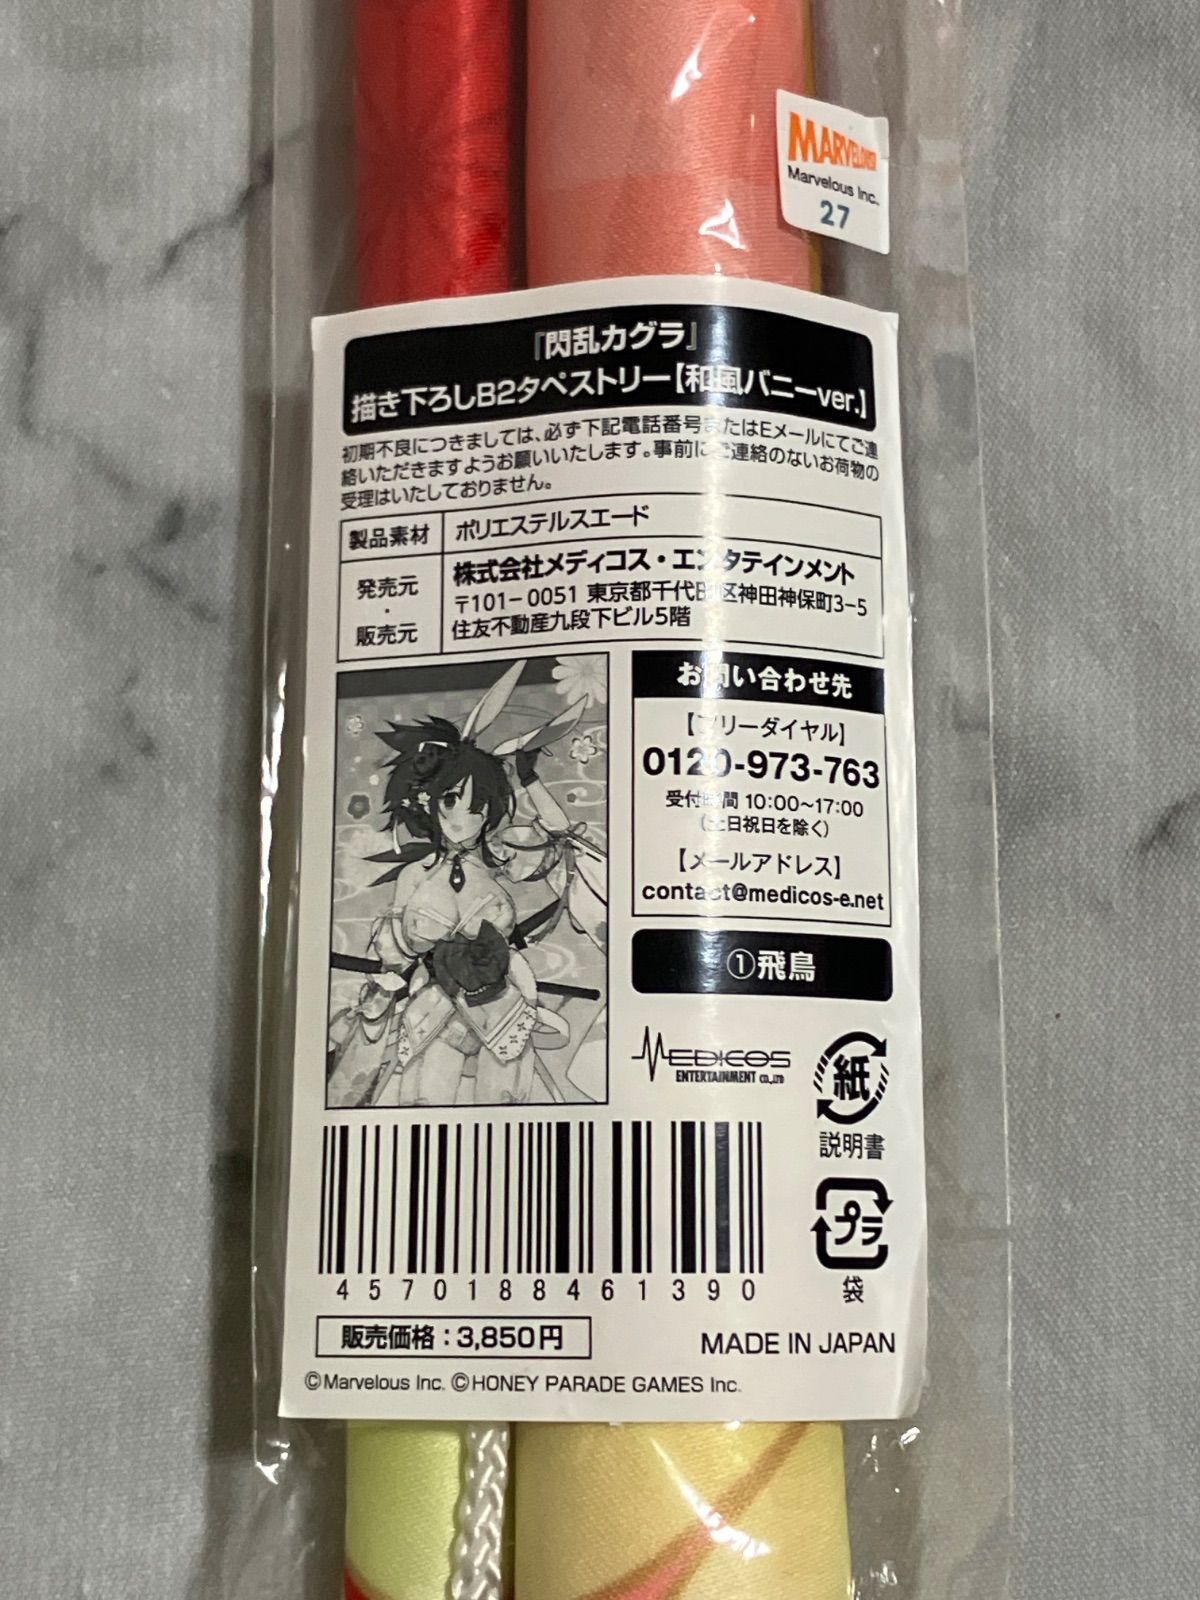 MARVELOUS!
Marvelous Inc.
27
『閃乱カグラ』
描き下ろしB2タペストリー【和風バニーver.】
初期不良につきましては、必ず下記電話番号またはEメールにてご連
絡いただきますようお願いいたします。事前にご連絡のないお荷物の
受理はいたしておりません。
製品素材 ポリエステルスエード
発売元・販売元
株式会社メディコス・エンタテインメント
〒101-0051 東京都千代田区神田神保町3-5
住友不動産九段下ビル5階
お問い合わせ先
【フリーダイヤル】
0120-973-763
受付時間 10:00〜17:00
(土日祝日を除く)
【メールアドレス】
contact@medicos-e.net
①飛鳥
MEDICOS
ENTERTAINMENT CO.,LTD
紙
説明書
プラ
袋
4570188461390
販売価格：3,850円
MADE IN JAPAN
©Marvelous Inc. ©HONEY PARADE GAMES Inc.